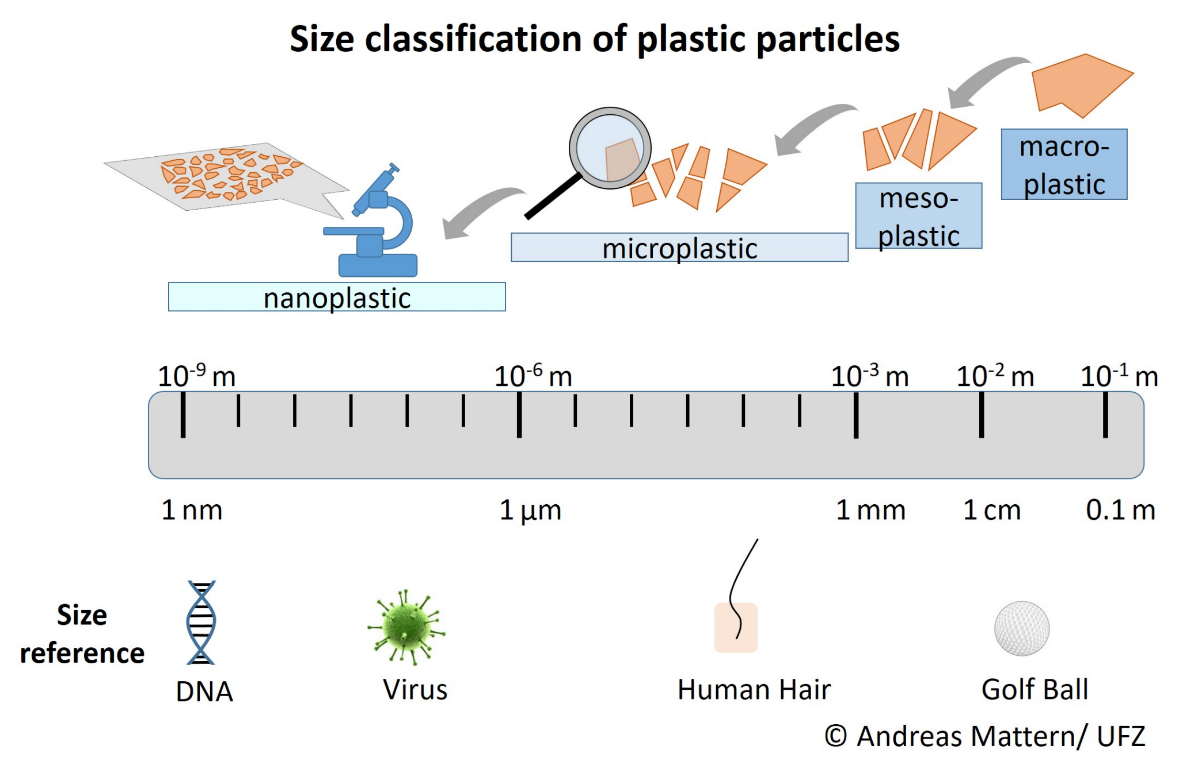 Size classification of plastic particles
macro-
plastic
meso-
plastic
microplastic
nanoplastic
10⁻⁹ m
10⁻⁶ m
10⁻³ m
10⁻² m
10⁻¹ m
1 nm
1 µm
1 mm
1 cm
0.1 m
Size
reference
DNA
Virus
Human Hair
Golf Ball
© Andreas Mattern/ UFZ